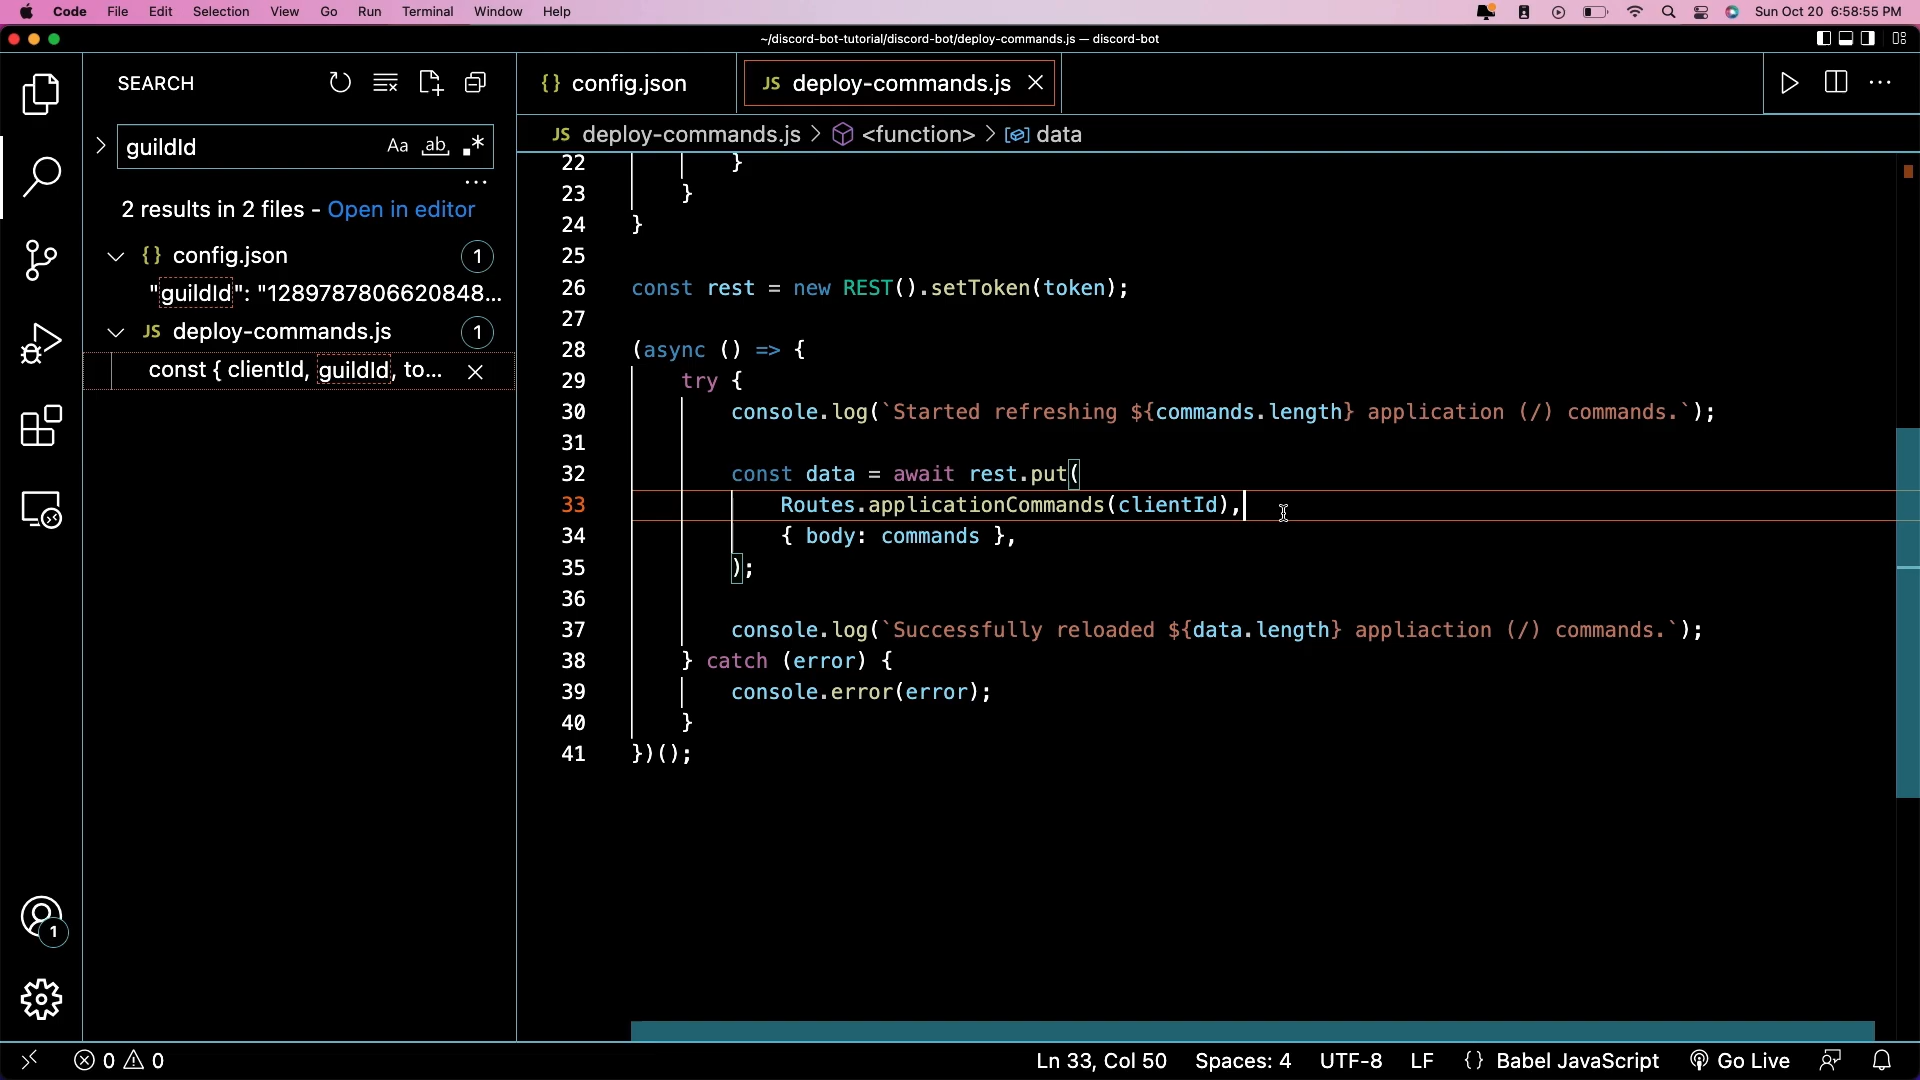 Code File Edit Selection View Go Run Terminal Window Help Sun Oct 20 6:58:55 PM
~/discord-bot-tutorial/discord-bot/deploy-commands.js — discord-bot
SEARCH
guildId Aa ab .*
...
2 results in 2 files - Open in editor
{} config.json 1
"guildId": "1289787806620848...
JS deploy-commands.js 1
const { clientId, guildId, to...
1
{} config.json JS deploy-commands.js
JS deploy-commands.js > <function> > data
22 }
23 }
24 }
25
26 const rest = new REST().setToken(token);
27
28 (async () => {
29 try {
30 console.log(`Started refreshing ${commands.length} application (/) commands.`);
31
32 const data = await rest.put(
33 Routes.applicationCommands(clientId),
34 { body: commands },
35 );
36
37 console.log(`Successfully reloaded ${data.length} appliaction (/) commands.`);
38 } catch (error) {
39 console.error(error);
40 }
41 })();
0 0 Ln 33, Col 50 Spaces: 4 UTF-8 LF {} Babel JavaScript Go Live